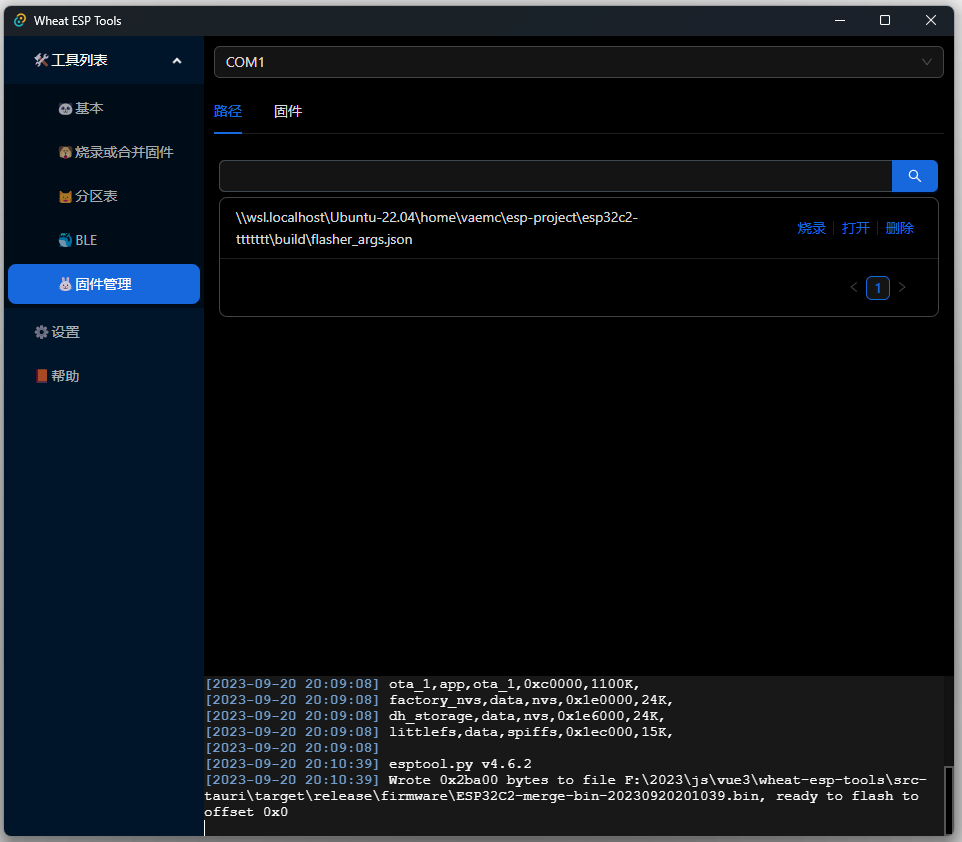 Wheat ESP Tools
工具列表
COM1
基本
路径
固件
烧录或合并固件
分区表
\\wsl.localhost\Ubuntu-22.04\home\vaemc\esp-project\esp32c2-
ttttttt\build\flasher_args.json
烧录
打开
删除
BLE
固件管理
1
设置
帮助
[2023-09-20 20:09:08] ota_1,app,ota_1,0xc0000,1100K,
[2023-09-20 20:09:08] factory_nvs,data,nvs,0x1e0000,24K,
[2023-09-20 20:09:08] dh_storage,data,nvs,0x1e6000,24K,
[2023-09-20 20:09:08] littlefs,data,spiffs,0x1ec000,15K,
[2023-09-20 20:09:08]
[2023-09-20 20:10:39] esptool.py v4.6.2
[2023-09-20 20:10:39] Wrote 0x2ba00 bytes to file F:\2023\js\vue3\wheat-esp-tools\src-
tauri\target\release\firmware\ESP32C2-merge-bin-20230920201039.bin, ready to flash to
offset 0x0